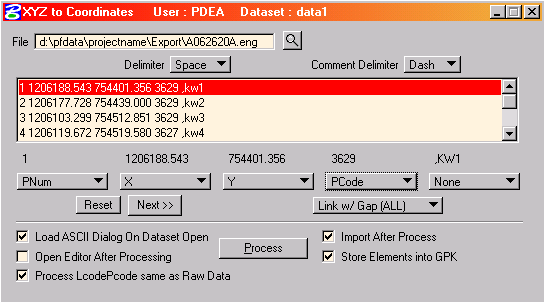 XYZ to Coordinates User : PDEA Dataset : data1
File d:\pfdata\projectname\Export\A062620A.eng
Delimiter Space Comment Delimiter Dash
1 1206188.543 754401.356 3629 ,kw1
2 1206177.728 754439.000 3629 ,kw2
3 1206103.299 754512.851 3629 ,kw3
4 1206119.672 754519.580 3627 ,kw4
1 1206188.543 754401.356 3629 ,KW1
PNum X Y PCode None
Reset Next >> Link w/ Gap (ALL)
Load ASCII Dialog On Dataset Open Process Import After Process
Open Editor After Processing Store Elements into GPK
Process LcodePcode same as Raw Data